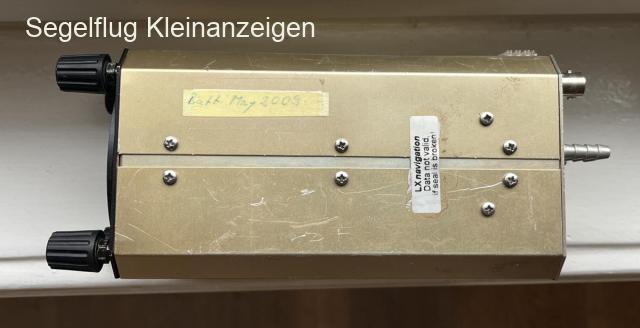 Segelflug Kleinanzeigen
Batt May 2009
LX navigation
Data not valid,
if seal is broken!